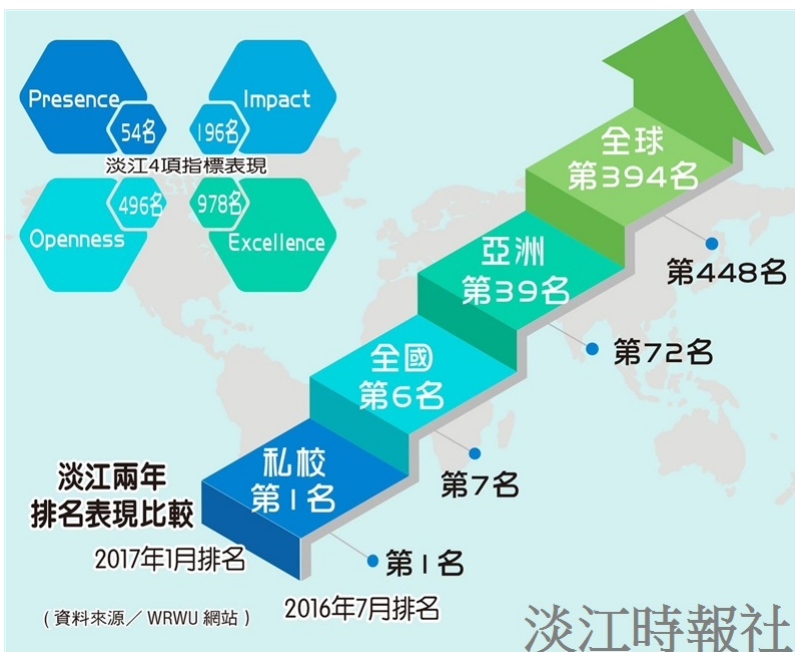 Presence
54名
Impact
196名
淡江4項指標表現
Openness
496名
Excellence
978名
全球
第394名
第448名
亞洲
第39名
第72名
全國
第6名
第7名
私校
第1名
第1名
淡江兩年
排名表現比較
2017年1月排名
2016年7月排名
(資料來源／WRWU 網站)
淡江時報社